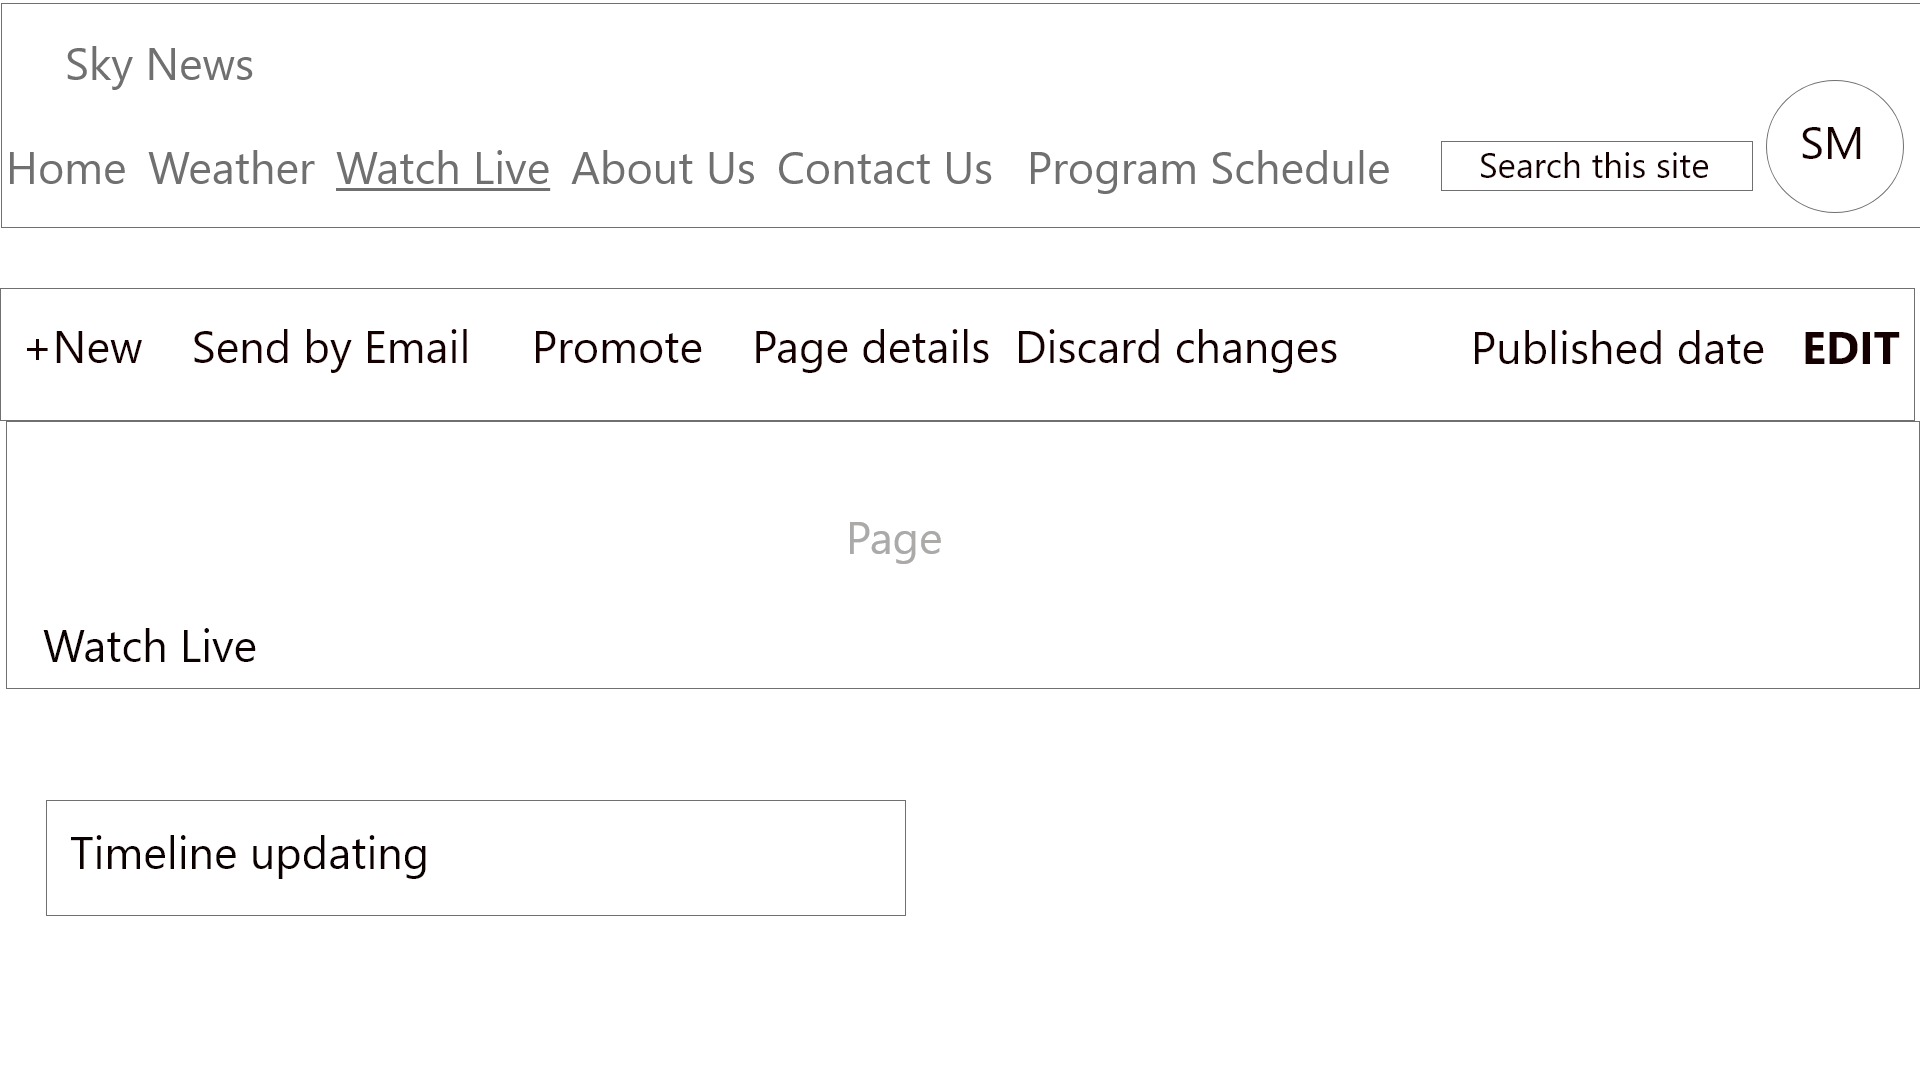 Sky News
Home Weather Watch Live About Us Contact Us Program Schedule Search this site SM
+New Send by Email Promote Page details Discard changes Published date EDIT
Page
Watch Live
Timeline updating